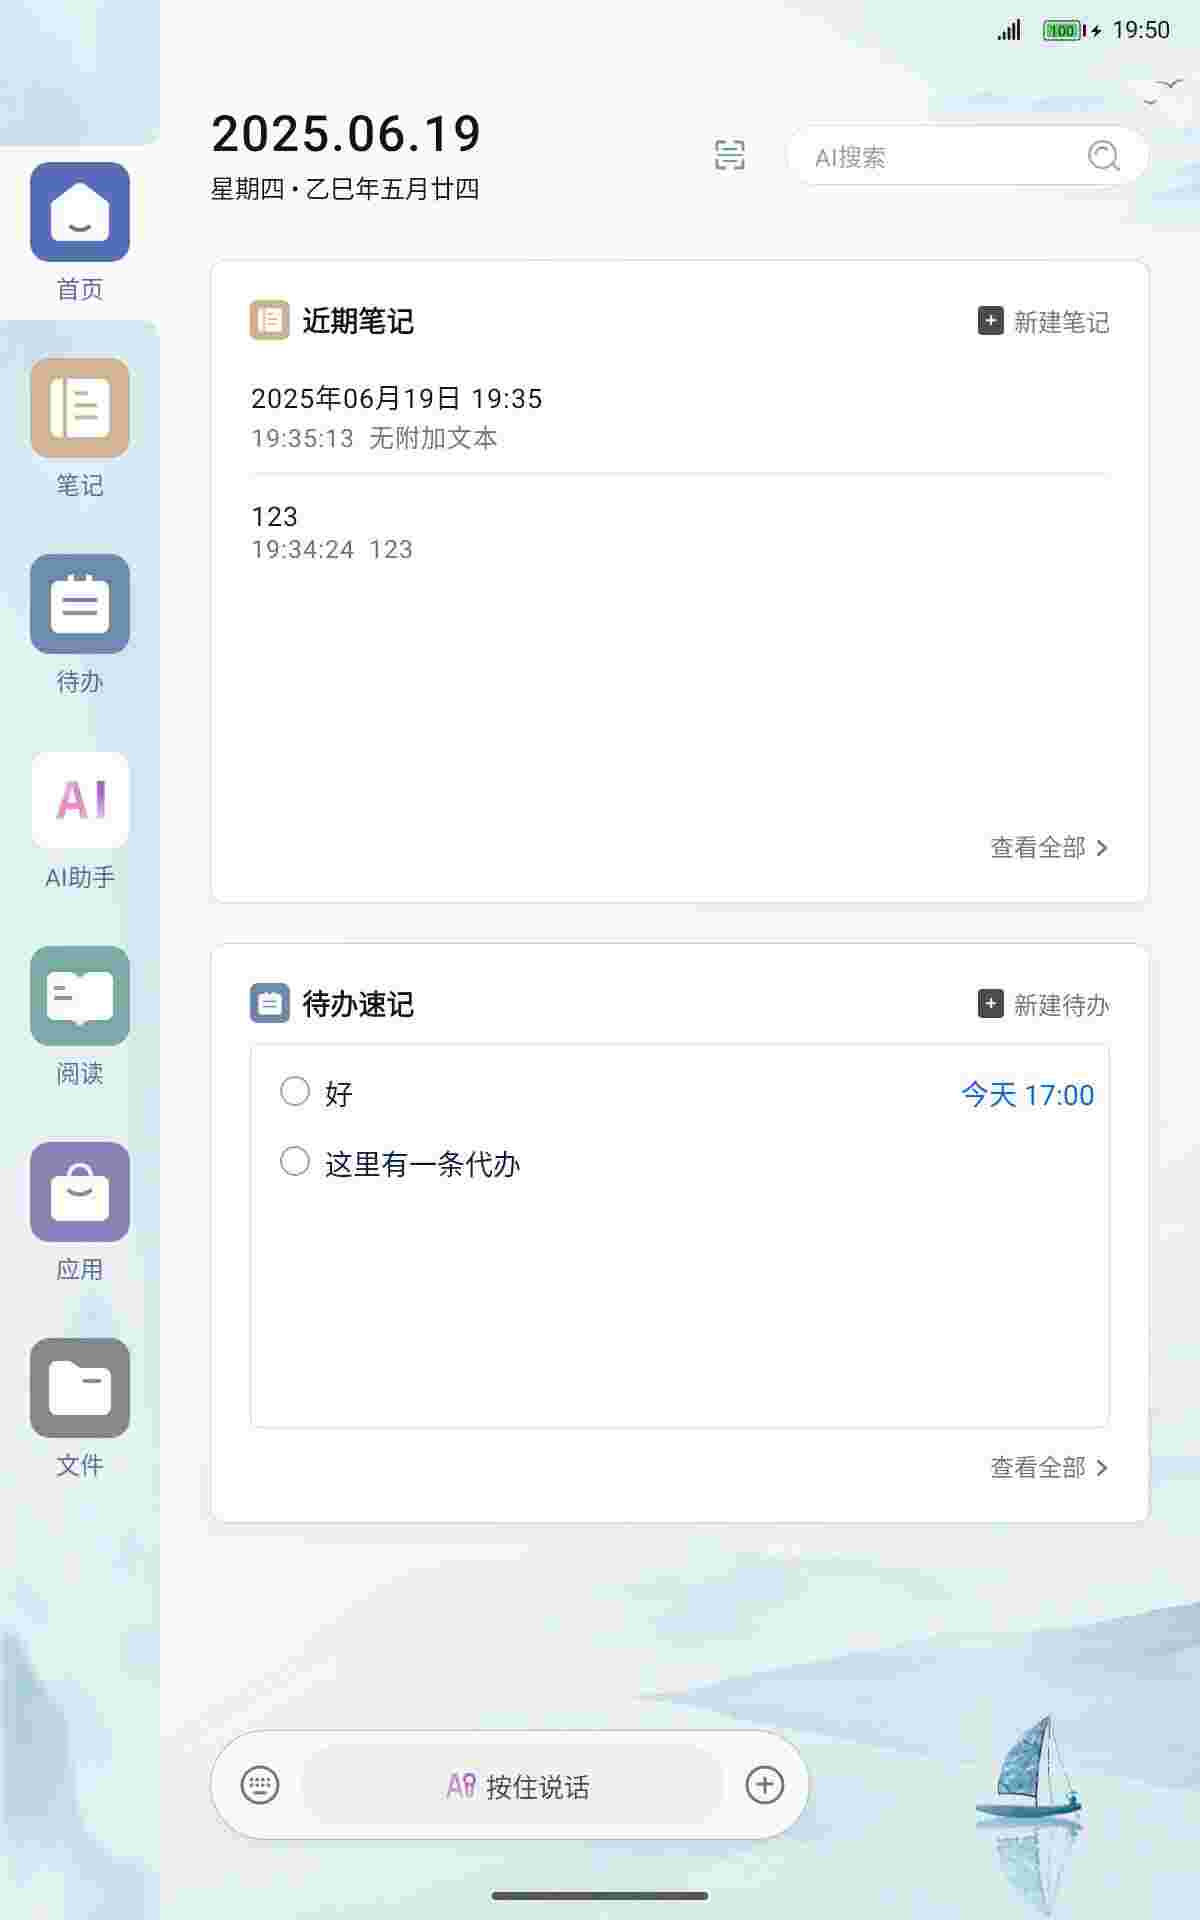 100 19:50
2025.06.19
星期四·乙巳年五月廿四
AI搜索
首页
笔记
待办
AI
AI助手
阅读
应用
文件
近期笔记
新建笔记
2025年06月19日 19:35
19:35:13 无附加文本
123
19:34:24 123
查看全部
待办速记
新建待办
好 今天 17:00
这里有一条代办
查看全部
按住说话